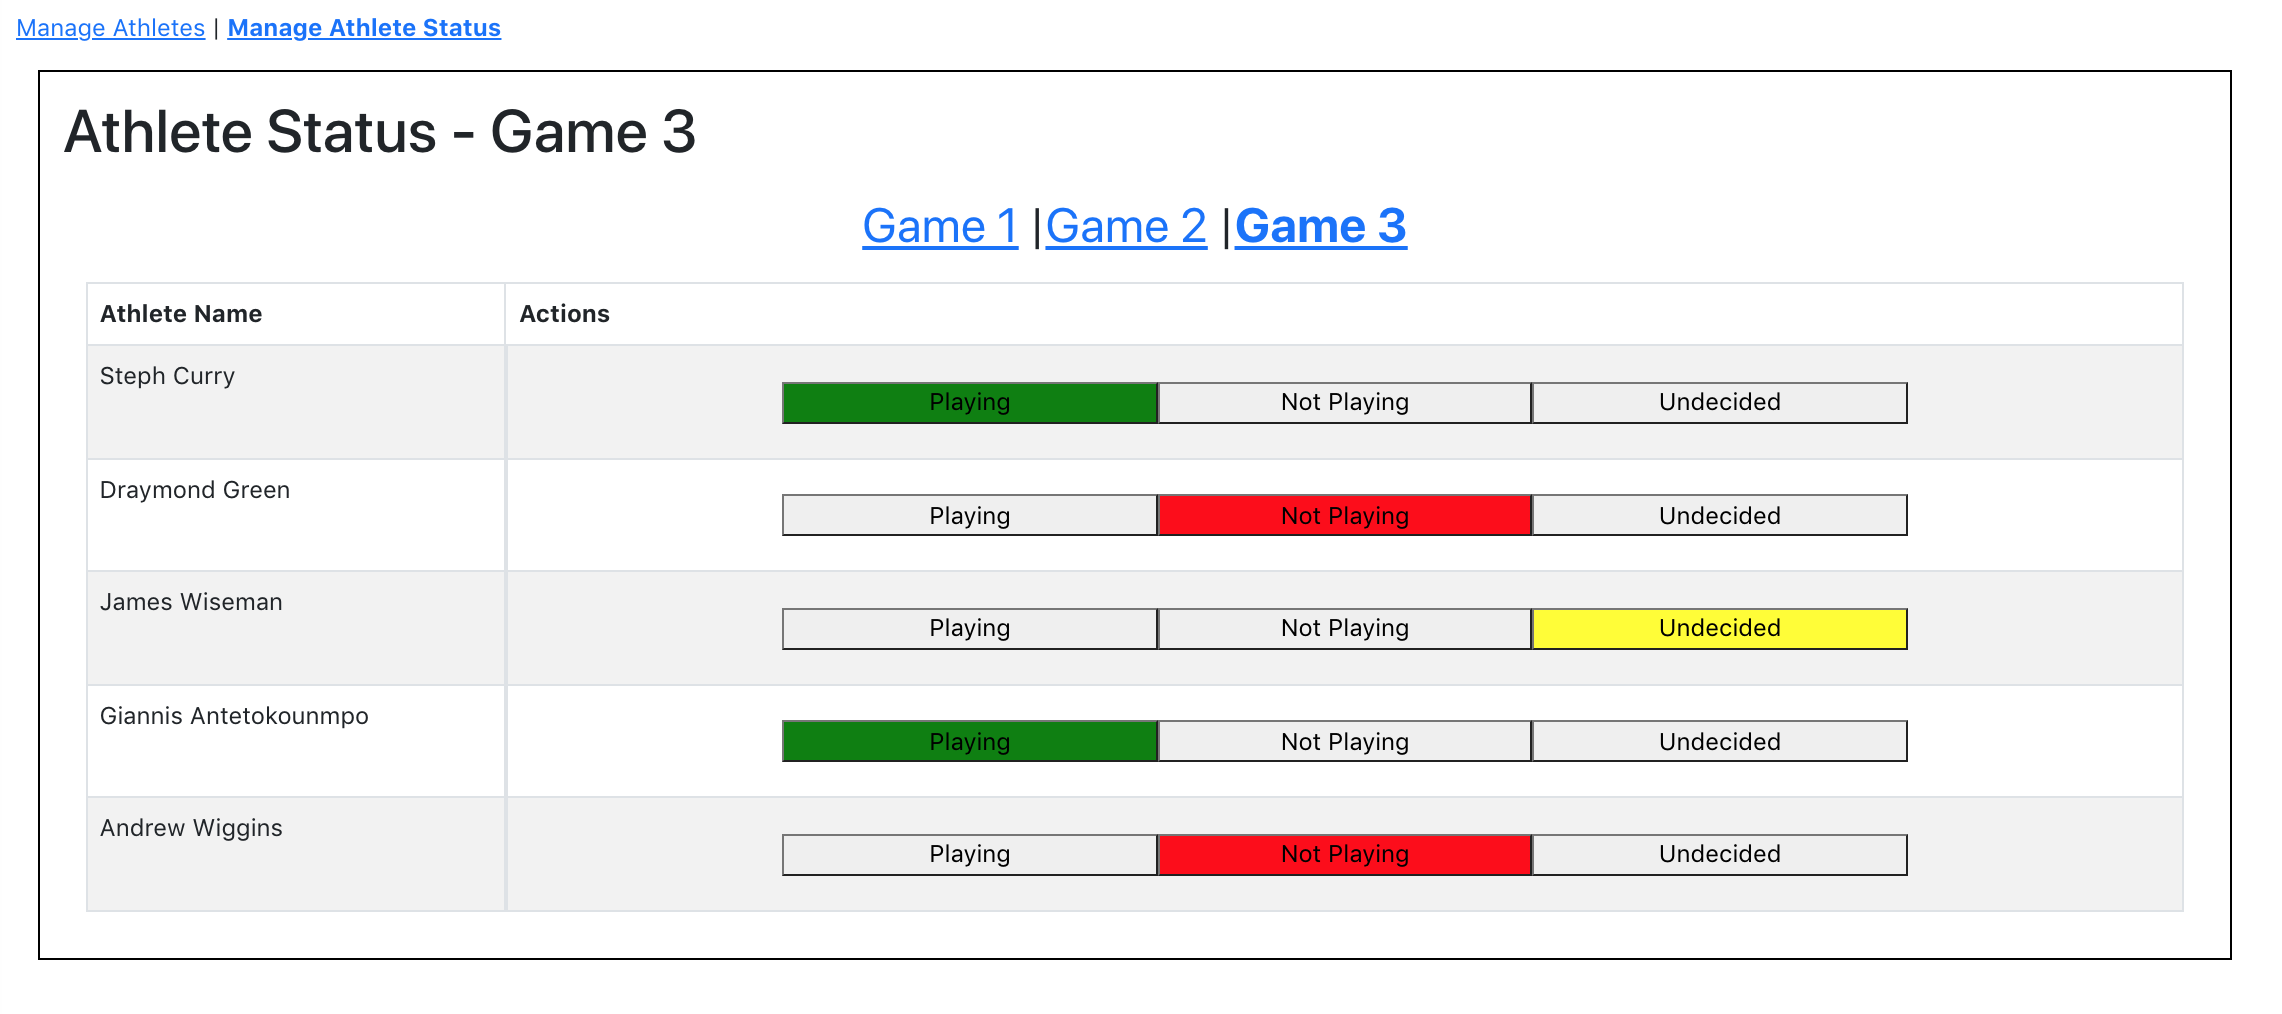 Manage Athletes | Manage Athlete Status
Athlete Status - Game 3
Game 1 |Game 2 |Game 3
Athlete Name Actions
Steph Curry
Playing Not Playing Undecided
Draymond Green
Playing Not Playing Undecided
James Wiseman
Playing Not Playing Undecided
Giannis Antetokounmpo
Playing Not Playing Undecided
Andrew Wiggins
Playing Not Playing Undecided